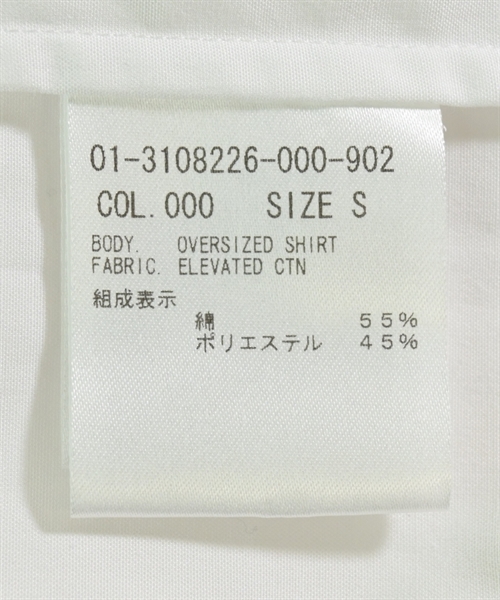 01-3108226-000-902
COL.000 SIZE S
BODY. OVERSIZED SHIRT
FABRIC. ELEVATED CTN
組成表示
綿 55%
ポリエステル 45%